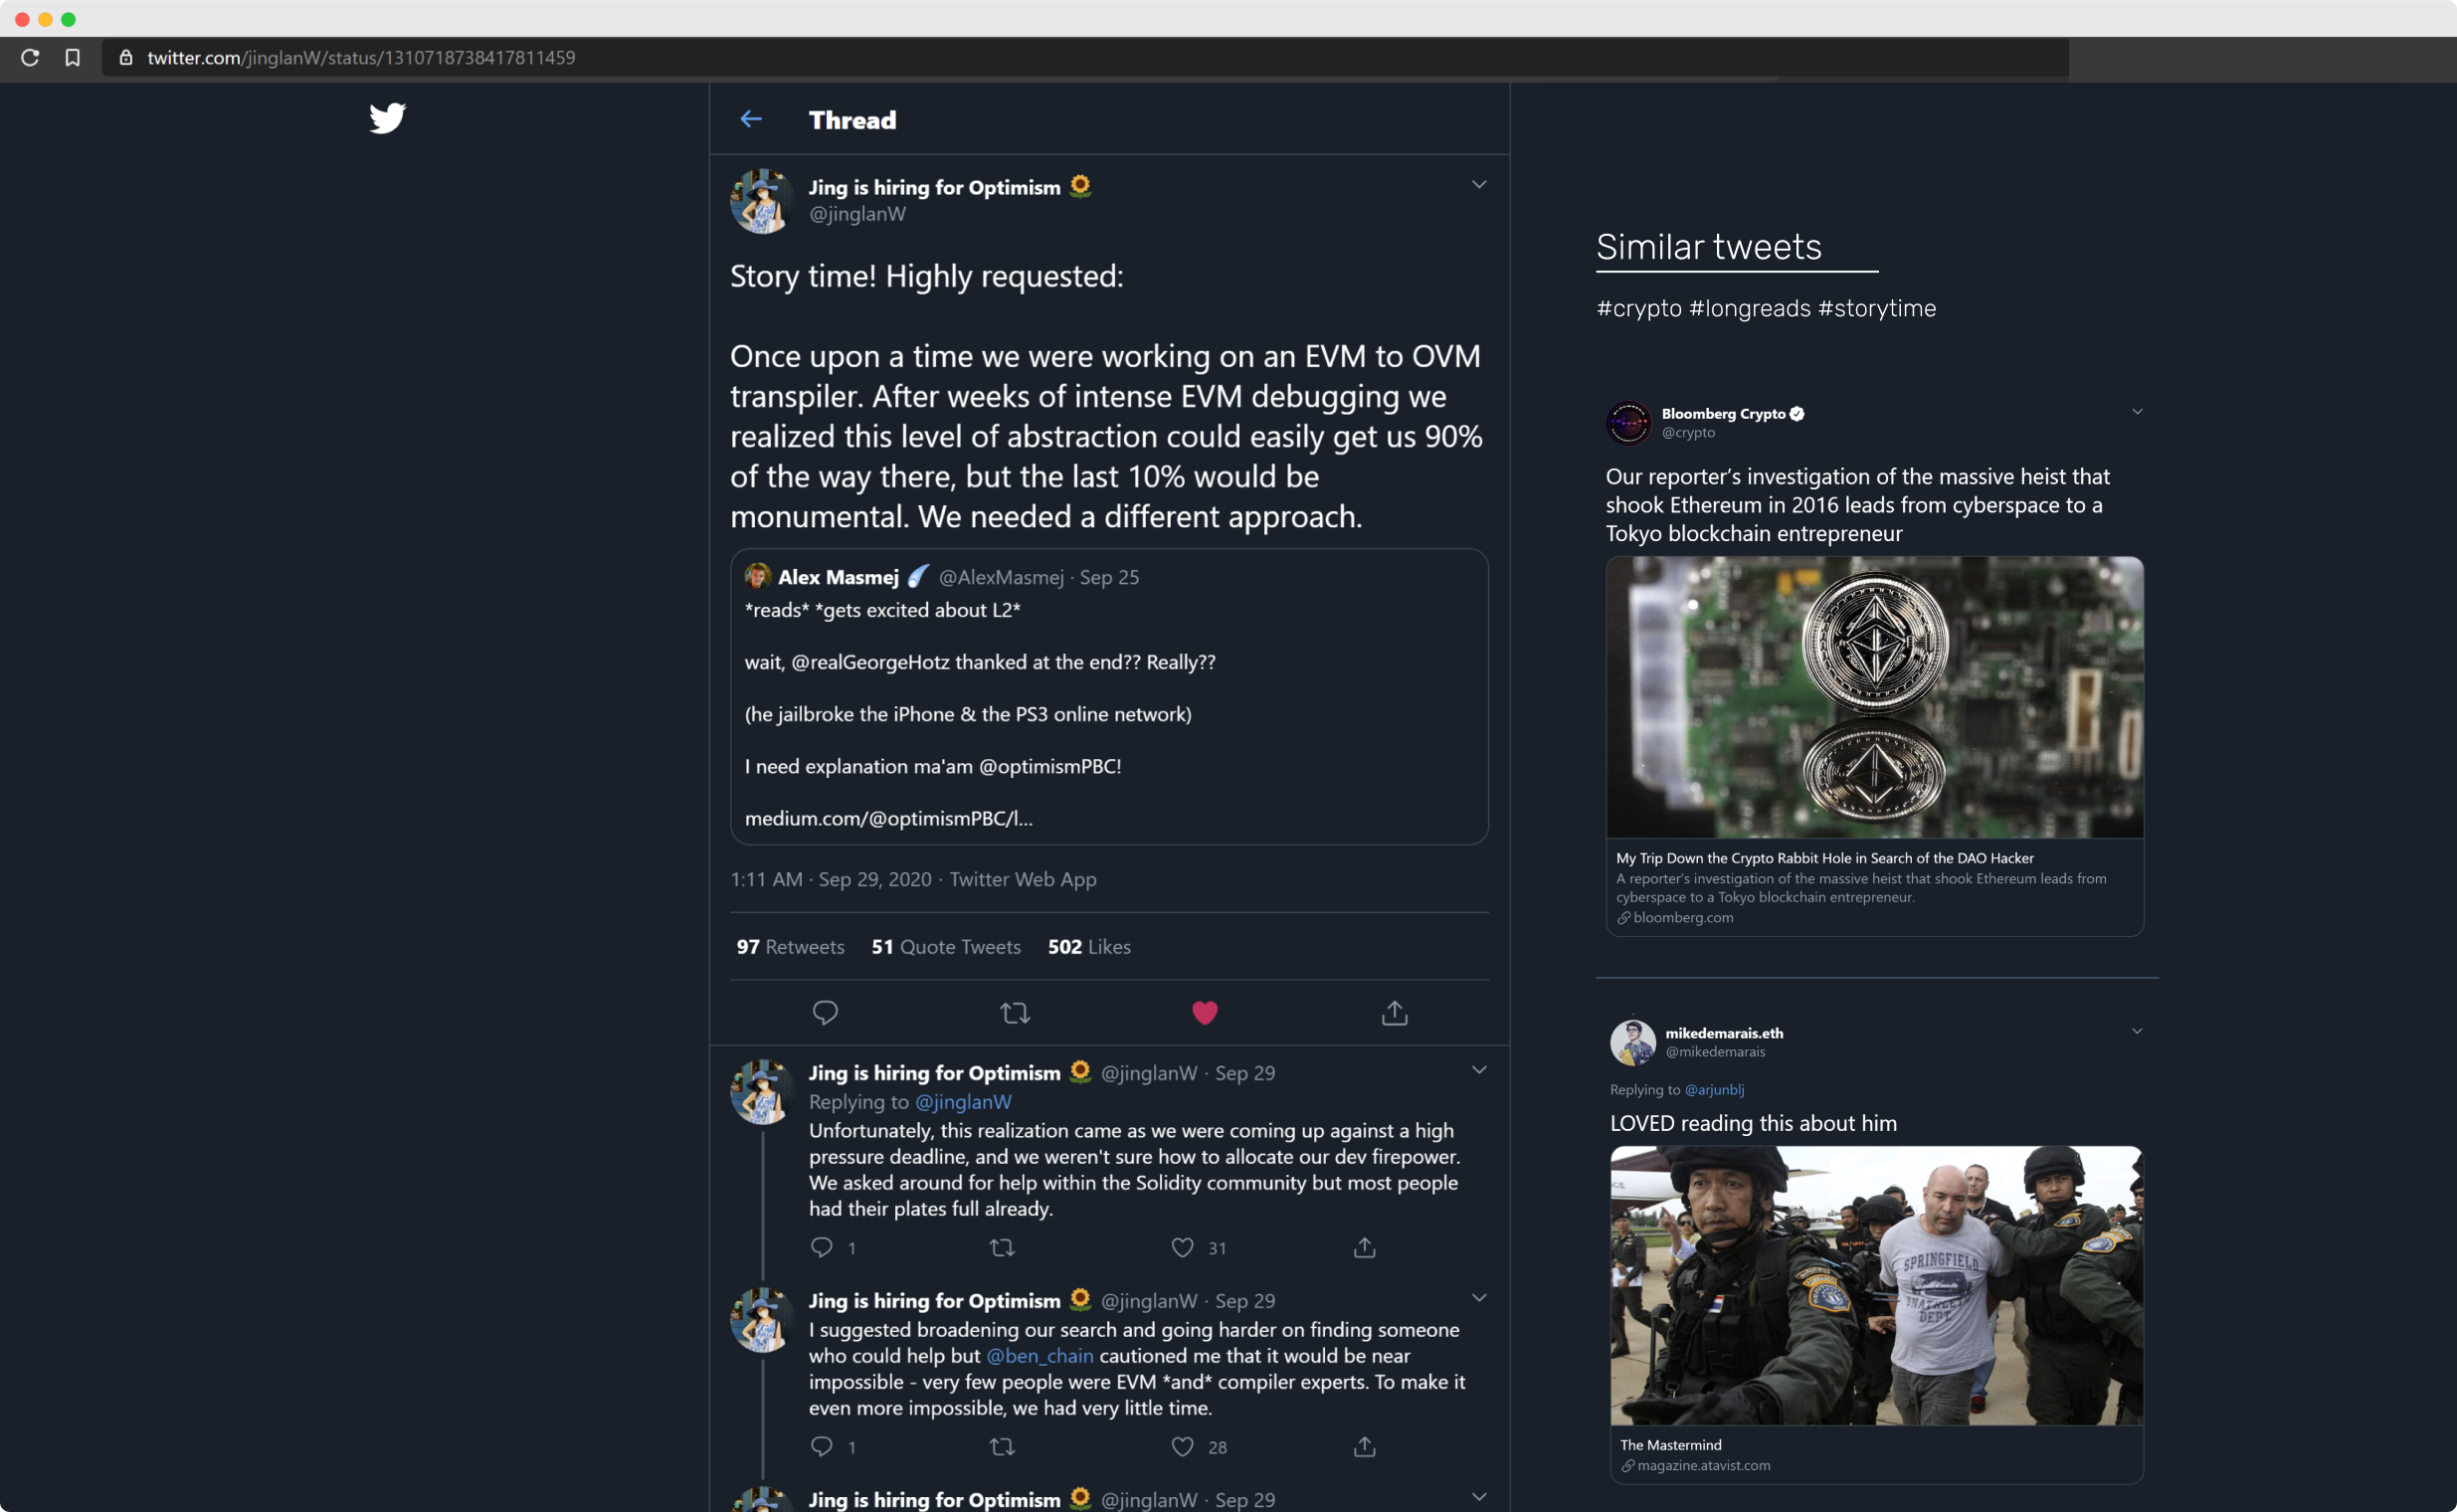 twitter.com/jinglanW/status/1310718738417811459
Thread
Jing is hiring for Optimism 🌻
@jinglanW
Story time! Highly requested:
Once upon a time we were working on an EVM to OVM
transpiler. After weeks of intense EVM debugging we
realized this level of abstraction could easily get us 90%
of the way there, but the last 10% would be
monumental. We needed a different approach.
Alex Masmej ☄️ @AlexMasmej · Sep 25
*reads* *gets excited about L2*
wait, @realGeorgeHotz thanked at the end?? Really??
(he jailbroke the iPhone & the PS3 online network)
I need explanation ma'am @optimismPBC!
medium.com/@optimismPBC/l...
1:11 AM · Sep 29, 2020 · Twitter Web App
97 Retweets 51 Quote Tweets 502 Likes
Jing is hiring for Optimism 🌻 @jinglanW · Sep 29
Replying to @jinglanW
Unfortunately, this realization came as we were coming up against a high
pressure deadline, and we weren't sure how to allocate our dev firepower.
We asked around for help within the Solidity community but most people
had their plates full already.
1 31
Jing is hiring for Optimism 🌻 @jinglanW · Sep 29
I suggested broadening our search and going harder on finding someone
who could help but @ben_chain cautioned me that it would be near
impossible - very few people were EVM *and* compiler experts. To make it
even more impossible, we had very little time.
1 28
Jing is hiring for Optimism 🌻 @jinglanW · Sep 29
Similar tweets
#crypto #longreads #storytime
Bloomberg Crypto
@crypto
Our reporter's investigation of the massive heist that
shook Ethereum in 2016 leads from cyberspace to a
Tokyo blockchain entrepreneur
My Trip Down the Crypto Rabbit Hole in Search of the DAO Hacker
A reporter's investigation of the massive heist that shook Ethereum leads from
cyberspace to a Tokyo blockchain entrepreneur.
bloomberg.com
mikedemarais.eth
@mikedemarais
Replying to @arjunblj
LOVED reading this about him
SPRINGFIELD
DEPT
The Mastermind
magazine.atavist.com